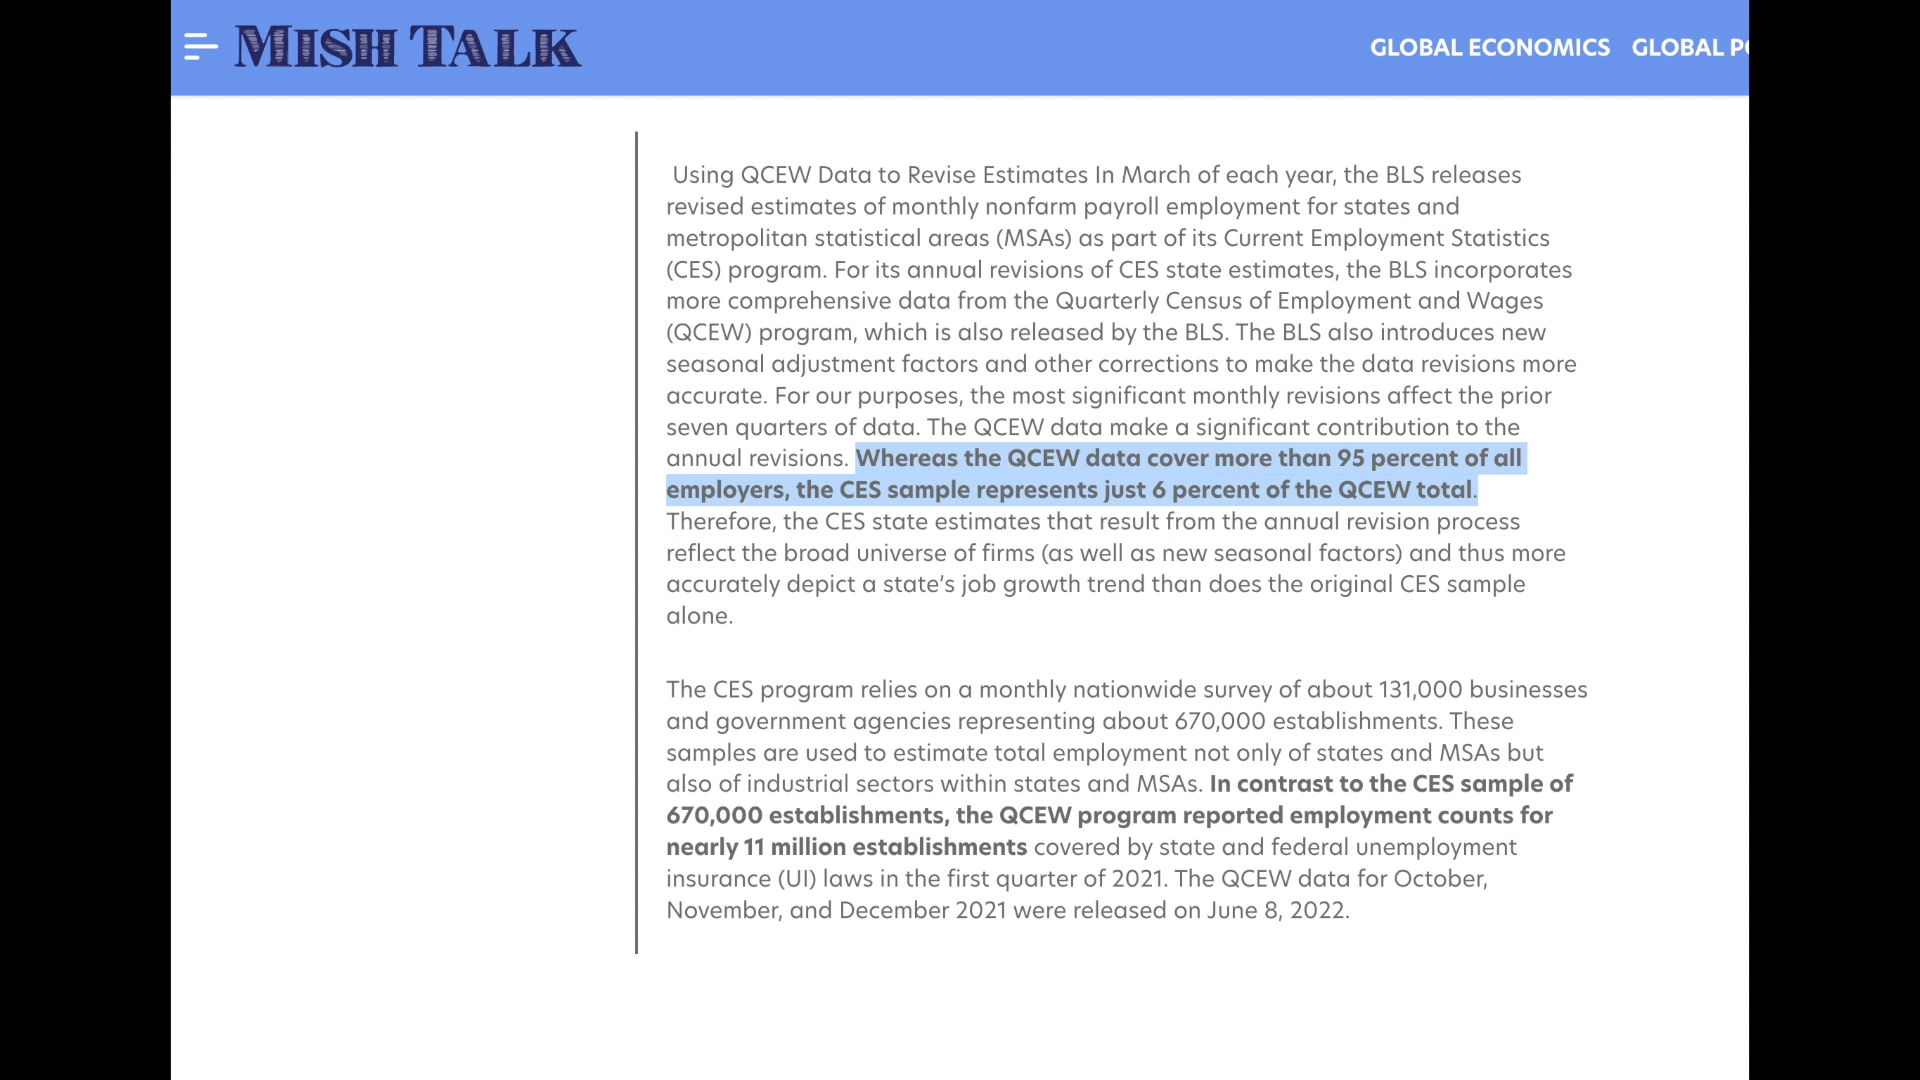 MISH TALK
GLOBAL ECONOMICS GLOBAL
Using QCEW Data to Revise Estimates In March of each year, the BLS releases
revised estimates of monthly nonfarm payroll employment for states and
metropolitan statistical areas (MSAs) as part of its Current Employment Statistics
(CES) program. For its annual revisions of CES state estimates, the BLS incorporates
more comprehensive data from the Quarterly Census of Employment and Wages
(QCEW) program, which is also released by the BLS. The BLS also introduces new
seasonal adjustment factors and other corrections to make the data revisions more
accurate. For our purposes, the most significant monthly revisions affect the prior
seven quarters of data. The QCEW data make a significant contribution to the
annual revisions. Whereas the QCEW data cover more than 95 percent of all
employers, the CES sample represents just 6 percent of the QCEW total.
Therefore, the CES state estimates that result from the annual revision process
reflect the broad universe of firms (as well as new seasonal factors) and thus more
accurately depict a state’s job growth trend than does the original CES sample
alone.
The CES program relies on a monthly nationwide survey of about 131,000 businesses
and government agencies representing about 670,000 establishments. These
samples are used to estimate total employment not only of states and MSAs but
also of industrial sectors within states and MSAs. In contrast to the CES sample of
670,000 establishments, the QCEW program reported employment counts for
nearly 11 million establishments covered by state and federal unemployment
insurance (UI) laws in the first quarter of 2021. The QCEW data for October,
November, and December 2021 were released on June 8, 2022.